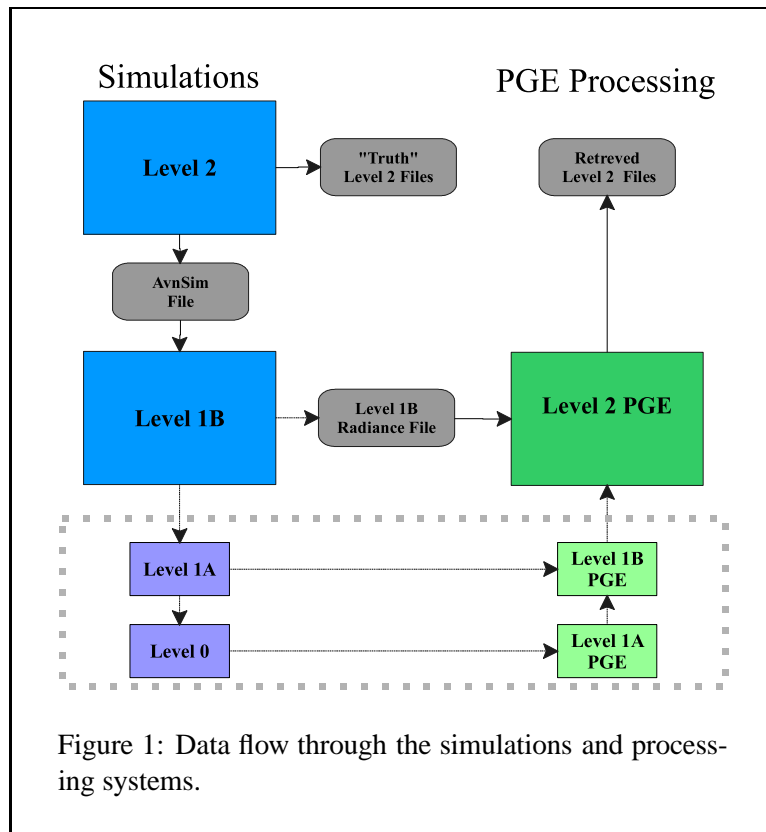 Simulations
PGE Processing
Level 2
"Truth"
Level 2 Files
Retreved
Level 2 Files
AvnSim
File
Level 1B
Level 1B
Radiance File
Level 2 PGE
Level 1A
Level 1B
PGE
Level 0
Level 1A
PGE
Figure 1: Data flow through the simulations and process-
ing systems.